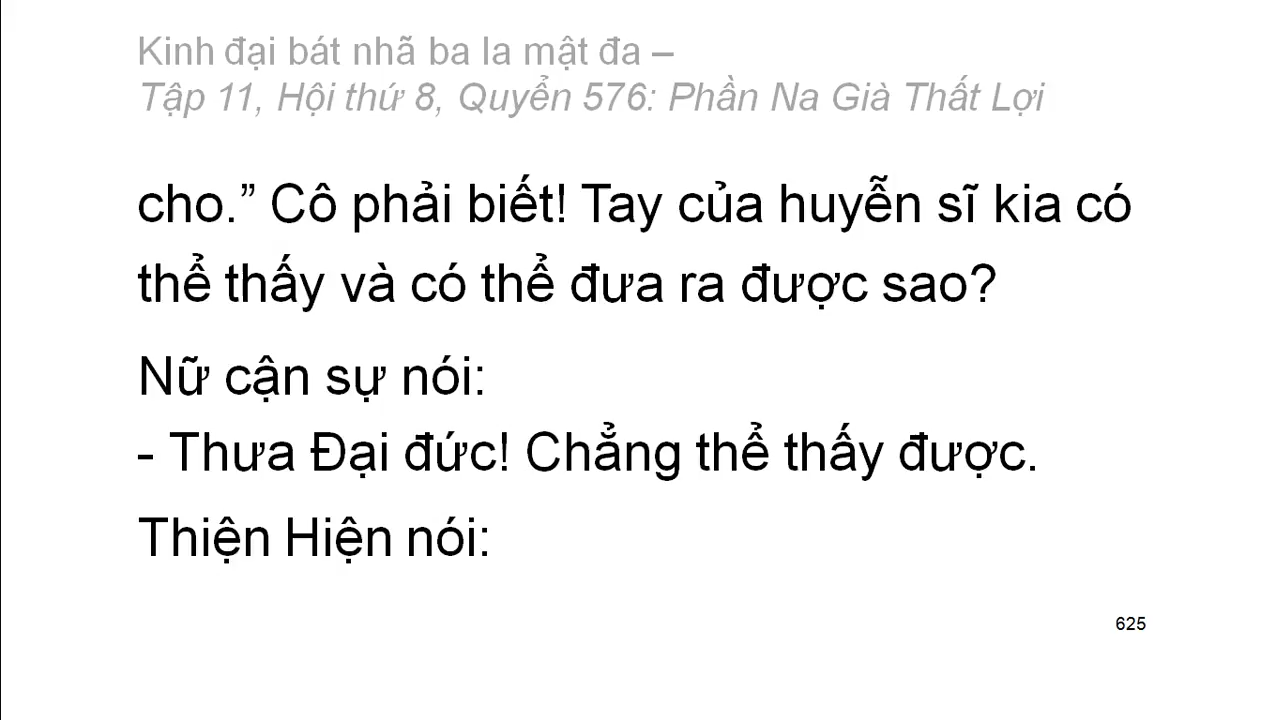 Kinh đại bát nhã ba la mật đa –
Tập 11, Hội thứ 8, Quyển 576: Phần Na Già Thất Lợi
cho.” Cô phải biết! Tay của huyễn sĩ kia có
thể thấy và có thể đưa ra được sao?
Nữ cận sự nói:
- Thưa Đại đức! Chẳng thể thấy được.
Thiện Hiện nói:
625